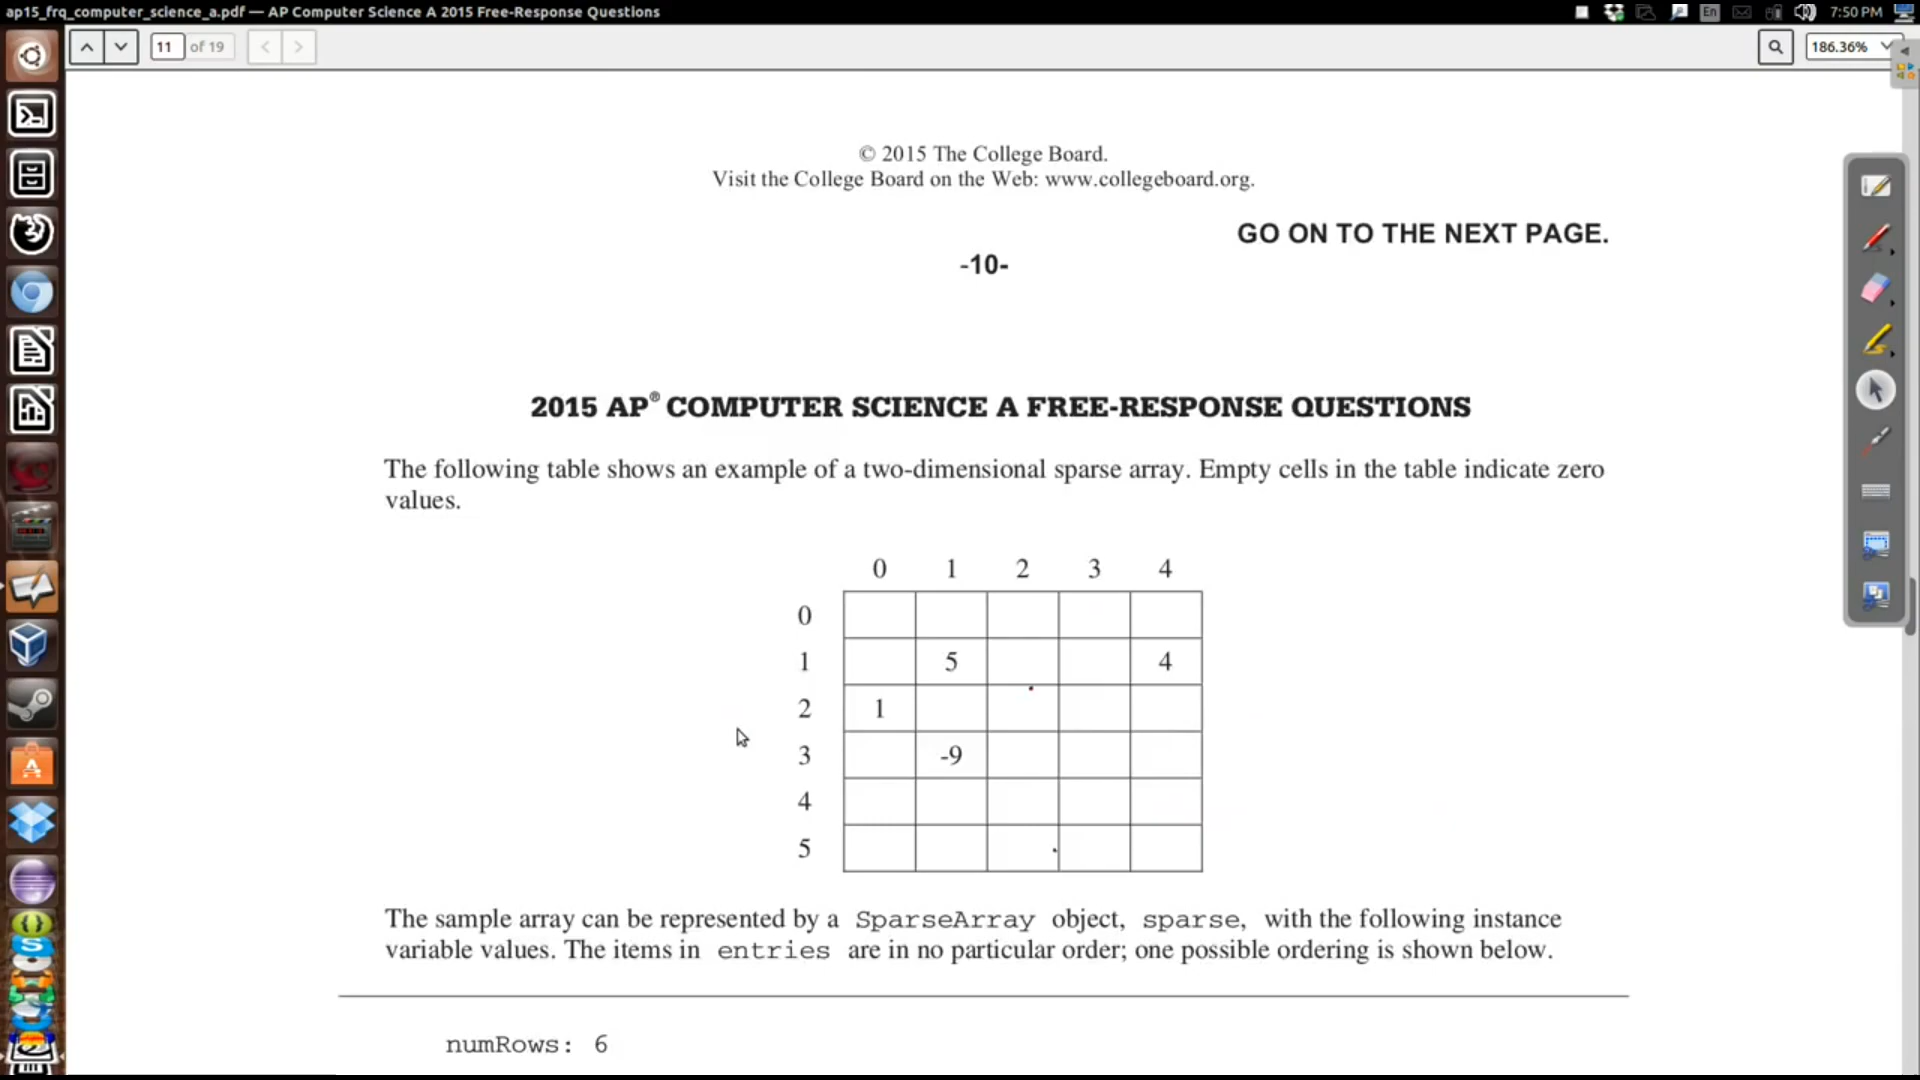 ap15_frq_computer_science_a.pdf — AP Computer Science A 2015 Free-Response Questions
En
7:50 PM
11 of 19
186.36%
© 2015 The College Board.
Visit the College Board on the Web: www.collegeboard.org.
GO ON TO THE NEXT PAGE.
-10-
2015 AP® COMPUTER SCIENCE A FREE-RESPONSE QUESTIONS
The following table shows an example of a two-dimensional sparse array. Empty cells in the table indicate zero
values.
0 1 2 3 4
0
1 5 4
2 1
3 -9
4
5
The sample array can be represented by a SparseArray object, sparse, with the following instance
variable values. The items in entries are in no particular order; one possible ordering is shown below.
numRows: 6